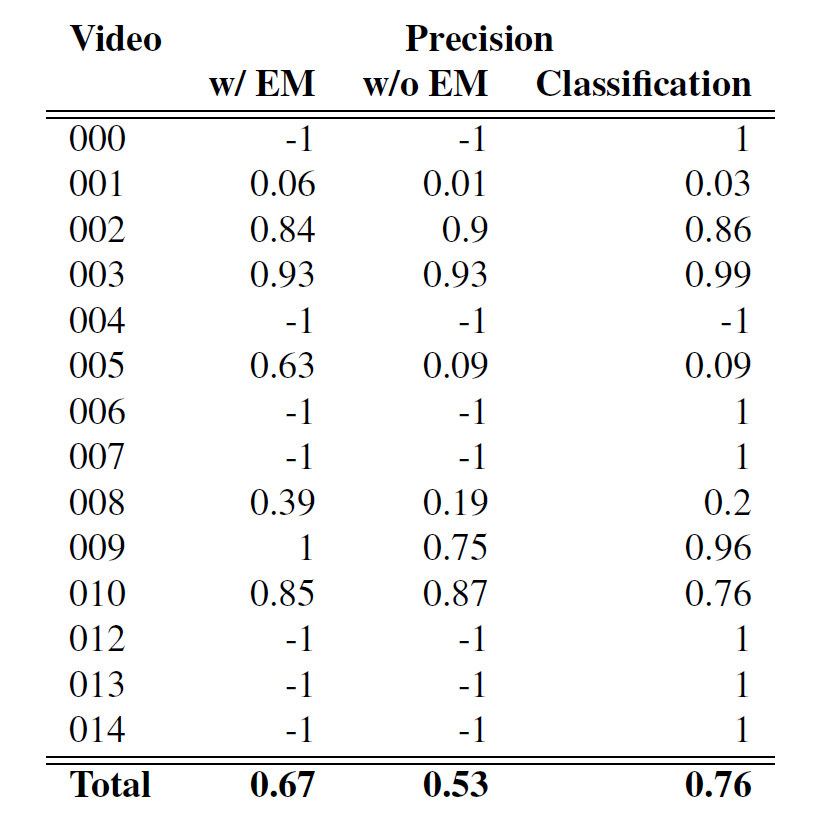 Video Precision
w/ EM w/o EM Classification
000 -1 -1 1
001 0.06 0.01 0.03
002 0.84 0.9 0.86
003 0.93 0.93 0.99
004 -1 -1 -1
005 0.63 0.09 0.09
006 -1 -1 1
007 -1 -1 1
008 0.39 0.19 0.2
009 1 0.75 0.96
010 0.85 0.87 0.76
012 -1 -1 1
013 -1 -1 1
014 -1 -1 1
Total 0.67 0.53 0.76